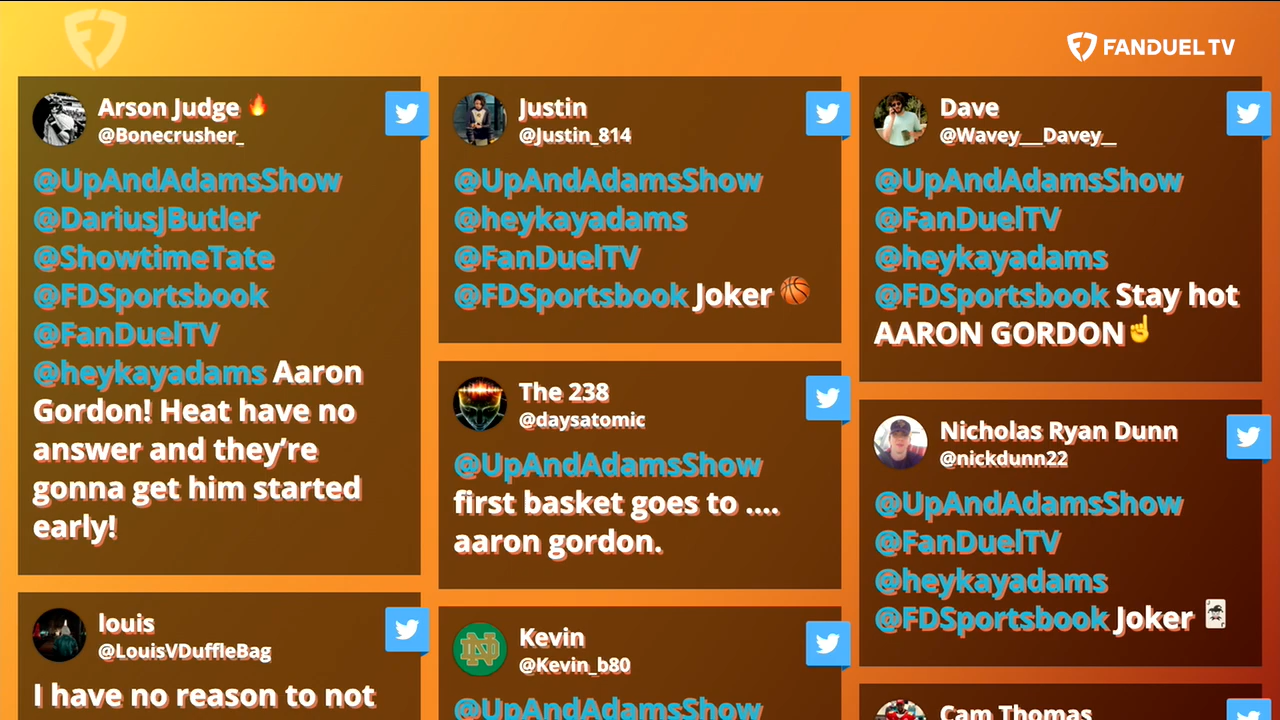 FANDUEL TV
Arson Judge 🔥
@Bonecrusher_
@UpAndAdamsShow
@DariusJButler
@ShowtimeTate
@FDSportsbook
@FanDuelTV
@heykayadams Aaron
Gordon! Heat have no
answer and they’re
gonna get him started
early!
louis
@LouisVDuffleBag
I have no reason to not
Justin
@Justin_814
@UpAndAdamsShow
@heykayadams
@FanDuelTV
@FDSportsbook Joker 🏀
The 238
@daysatomic
@UpAndAdamsShow
first basket goes to ....
aaron gordon.
Kevin
@Kevin_b80
@UpAndAdamsShow
Dave
@Wavey__Davey_
@UpAndAdamsShow
@FanDuelTV
@heykayadams
@FDSportsbook Stay hot
AARON GORDON☝
Nicholas Ryan Dunn
@nickdunn22
@UpAndAdamsShow
@FanDuelTV
@heykayadams
@FDSportsbook Joker 🃏
Cam Thomas